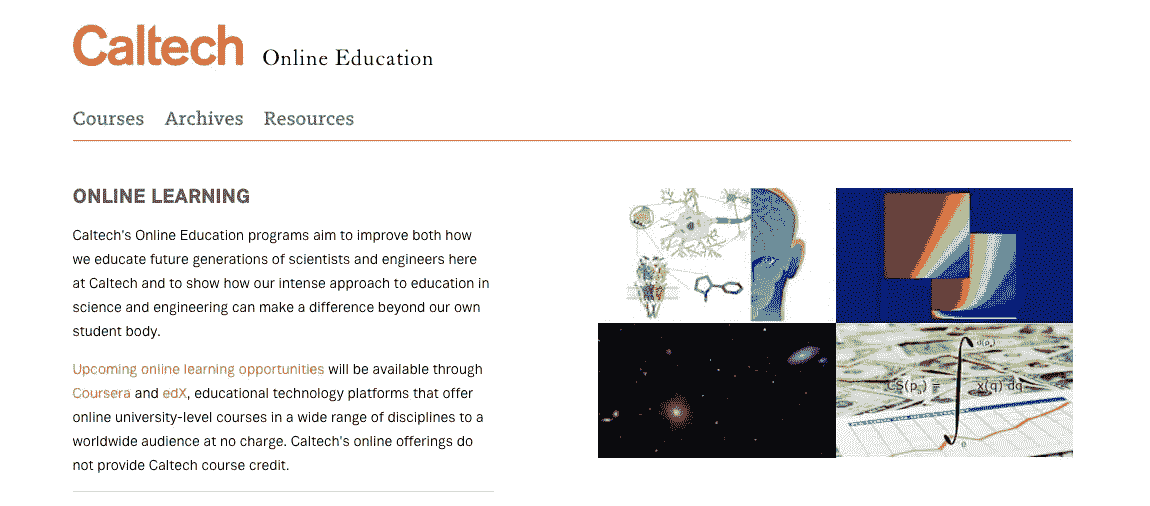 Caltech Online Education
Courses Archives Resources
ONLINE LEARNING
Caltech's Online Education programs aim to improve both how
we educate future generations of scientists and engineers here
at Caltech and to show how our intense approach to education in
science and engineering can make a difference beyond our own
student body.
Upcoming online learning opportunities will be available through
Coursera and edX, educational technology platforms that offer
online university-level courses in a wide range of disciplines to a
worldwide audience at no charge. Caltech's online offerings do
not provide Caltech course credit.
CS(p
x(q) dq